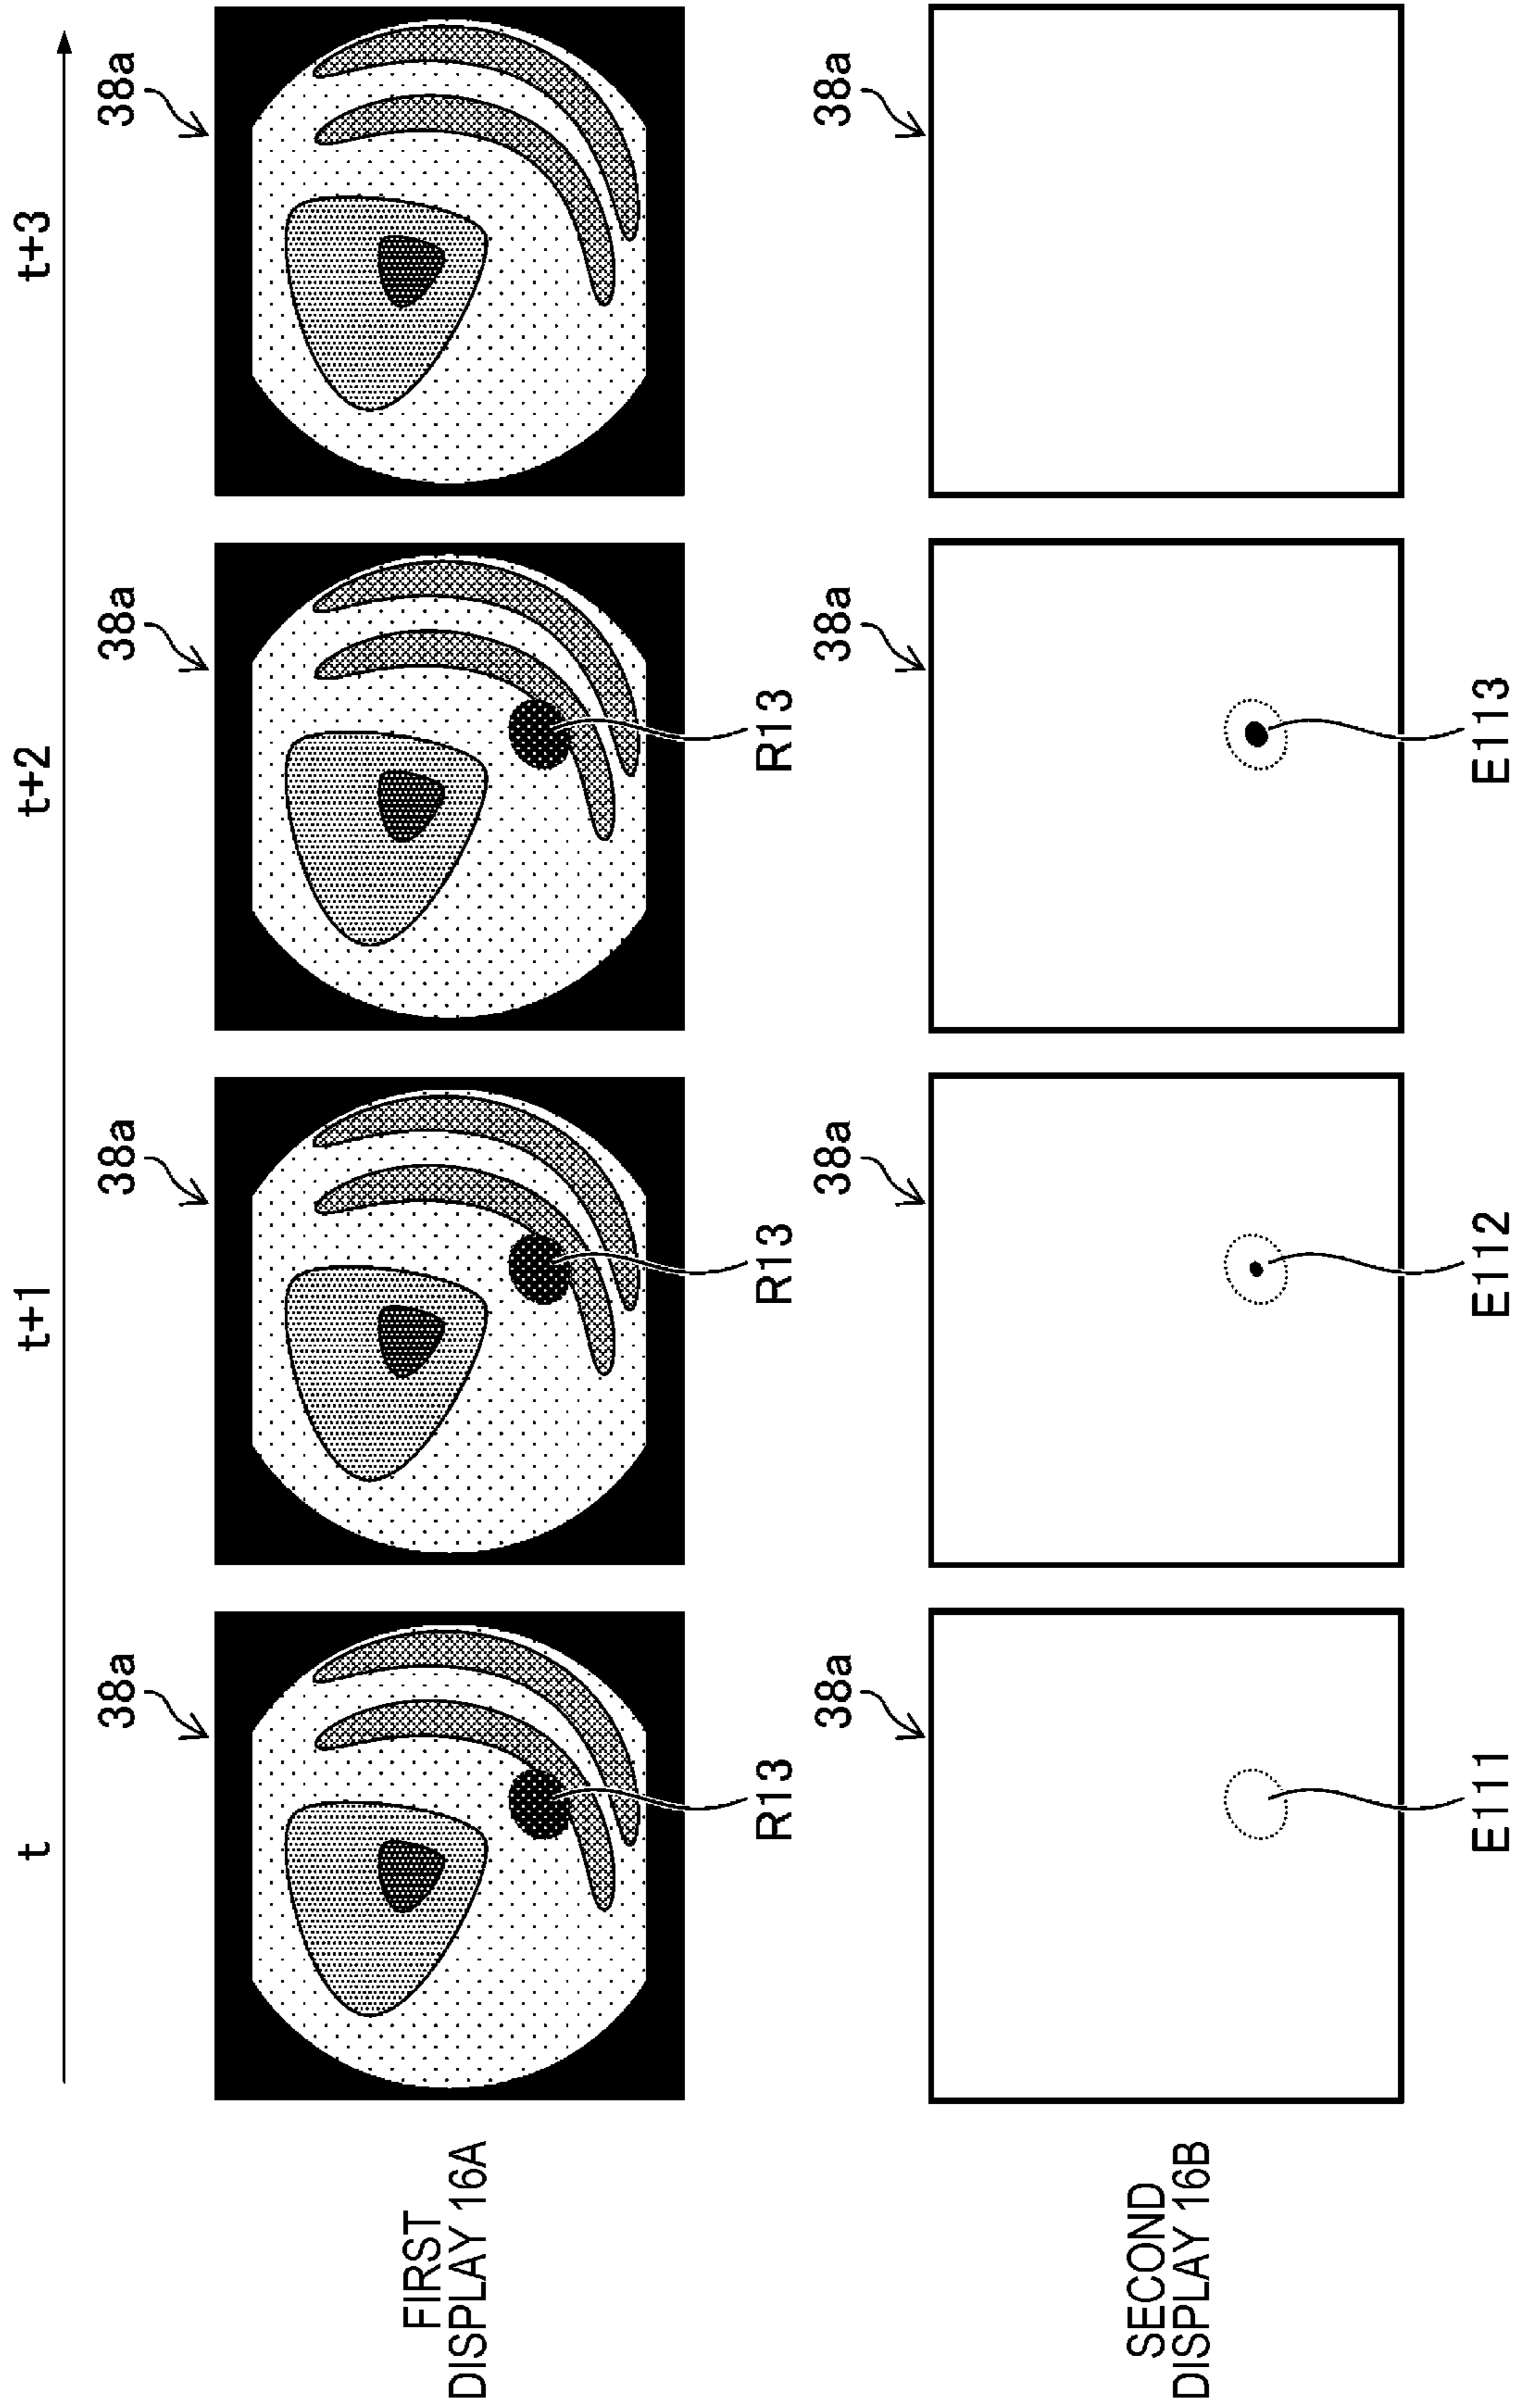 t t+1 t+2 t+3
38a 38a 38a 38a
FIRST
DISPLAY 16A
R13 R13 R13
38a 38a 38a 38a
SECOND
DISPLAY 16B
E111 E112 E113